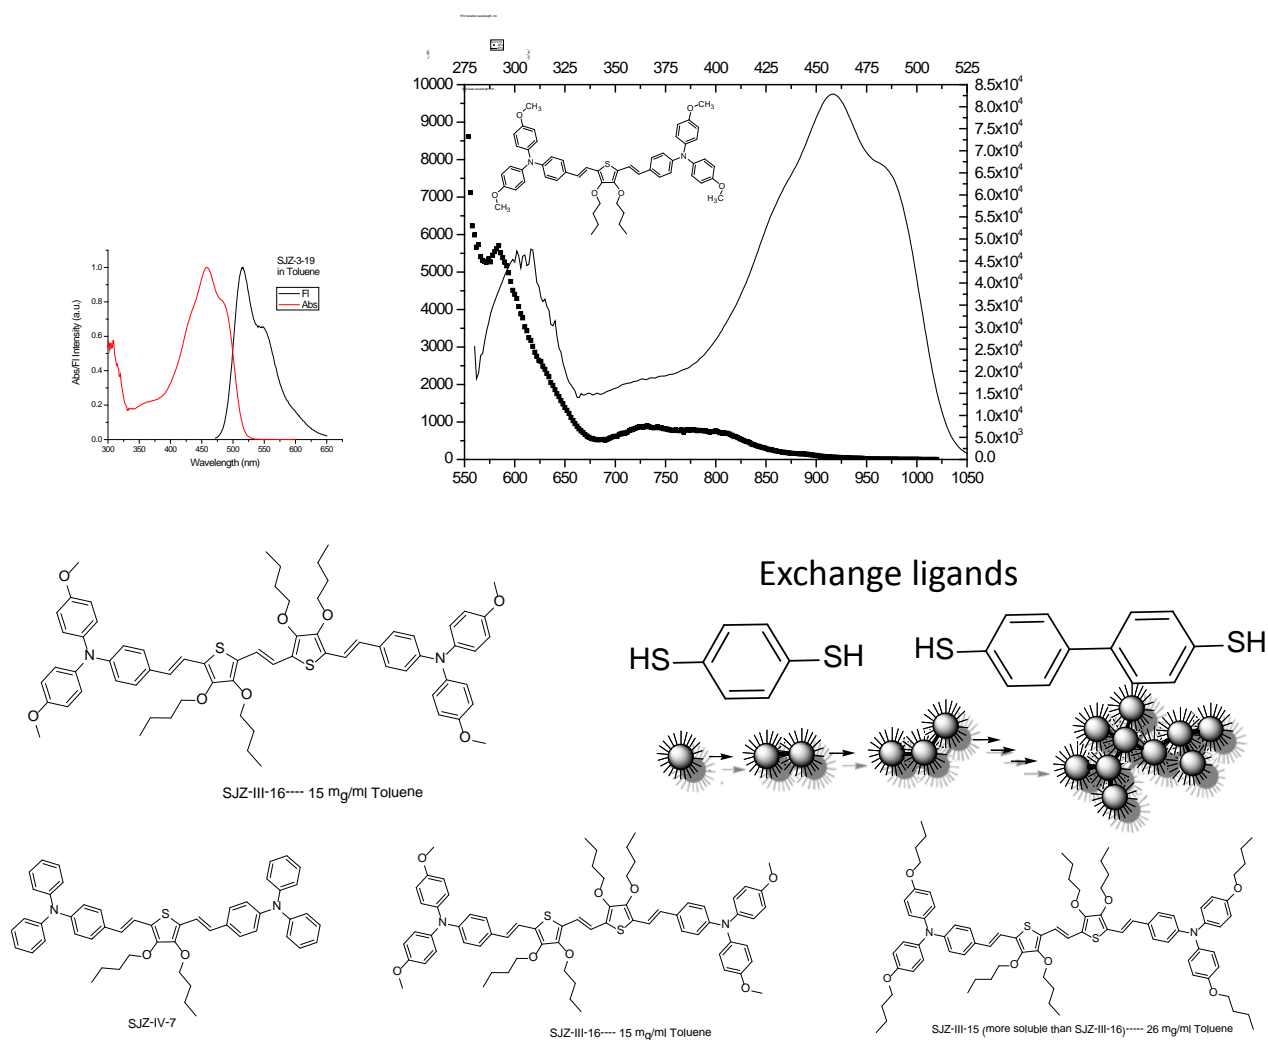 275 300 325 350 375 400 425 450 475 500 525
10000 9000 8000 7000 6000 5000 4000 3000 2000 1000 0
8.5x10⁴ 8.0x10⁴ 7.5x10⁴ 7.0x10⁴ 6.5x10⁴ 6.0x10⁴ 5.5x10⁴ 5.0x10⁴ 4.5x10⁴ 4.0x10⁴ 3.5x10⁴ 3.0x10⁴ 2.5x10⁴ 2.0x10⁴ 1.5x10⁴ 1.0x10⁴ 5.0x10³ 0.0
550 600 650 700 750 800 850 900 950 1000 1050
O CH₃ O CH₃
N S N
O CH₃ O O O H₃C
SJZ-3-19
in Toluene
Fl
Abs
Abs/Fl Intensity (a.u.)
1.0 0.8 0.6 0.4 0.2 0.0
300 350 400 450 500 550 600 650
Wavelength (nm)
O O O O
N S S N
O O O O
SJZ-III-16---- 15 mg/ml Toluene
Exchange ligands
HS SH
HS SH
N S N
O O
SJZ-IV-7
O O O O
N S S N
O O O O
SJZ-III-16---- 15 mg/ml Toluene
O O O O
N S S N
O O O O
SJZ-III-15 (more soluble than SJZ-III-16)----- 26 mg/ml Toluene